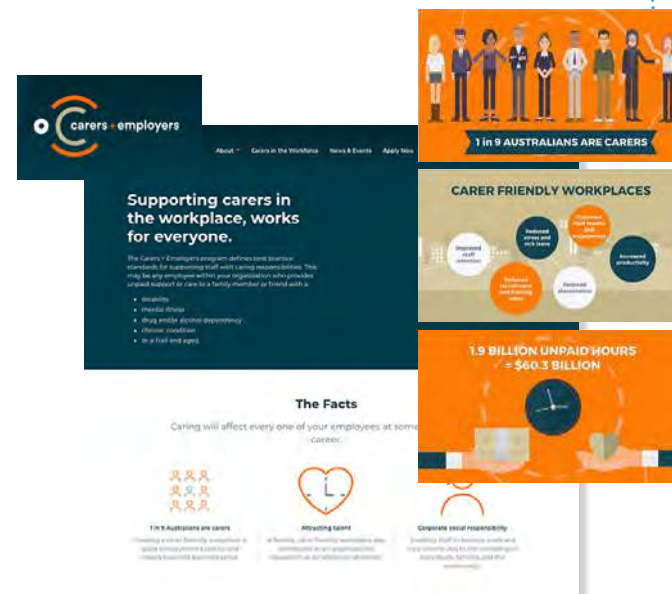 carers + employers
About
Carers in the Workforce
News & Events
Apply Now
Supporting carers in
the workplace, works
for everyone.
The Carers + Employers program defines best practice
standards for supporting staff with caring responsibilities. This
may be any employee within your organisation who provides
unpaid support or care to a family member or friend with a:
disability
mental illness
drug and/or alcohol dependency
chronic condition
or a frail and aged
1 in 9 AUSTRALIANS ARE CARERS
CARER FRIENDLY WORKPLACES
Improved
staff
retention
Reduced
stress and
sick leave
Improved
staff morale
and
engagement
Increased
productivity
Reduced
recruitment
and training
costs
Reduced
absenteeism
1.9 BILLION UNPAID HOURS
= $60.3 BILLION
The Facts
Caring will affect every one of your employees at some
career.
1 in 9 Australians are carers
Attracting talent
Corporate social responsibility